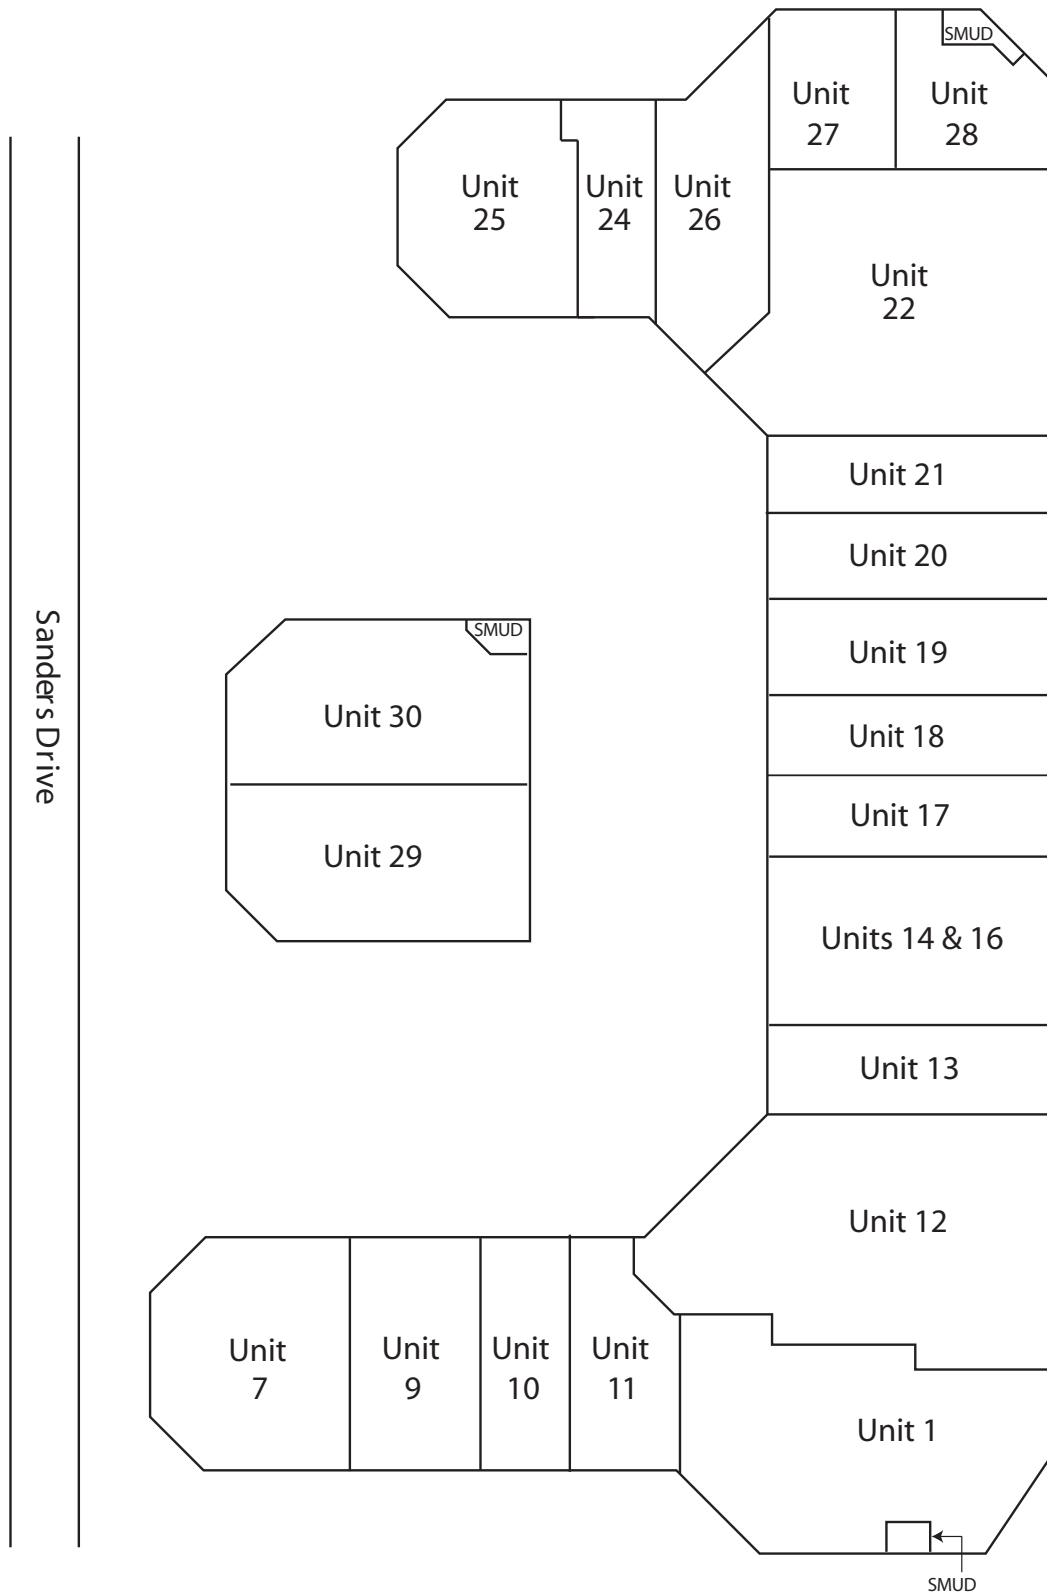 SMUD
Unit
27
Unit
28
Unit
25
Unit
24
Unit
26
Unit
22
Unit 21
Unit 20
Unit 19
Unit 18
Unit 17
Units 14 & 16
Unit 13
Unit 12
SMUD
Unit 30
Unit 29
Sanders Drive
Unit
7
Unit
9
Unit
10
Unit
11
Unit 1
SMUD